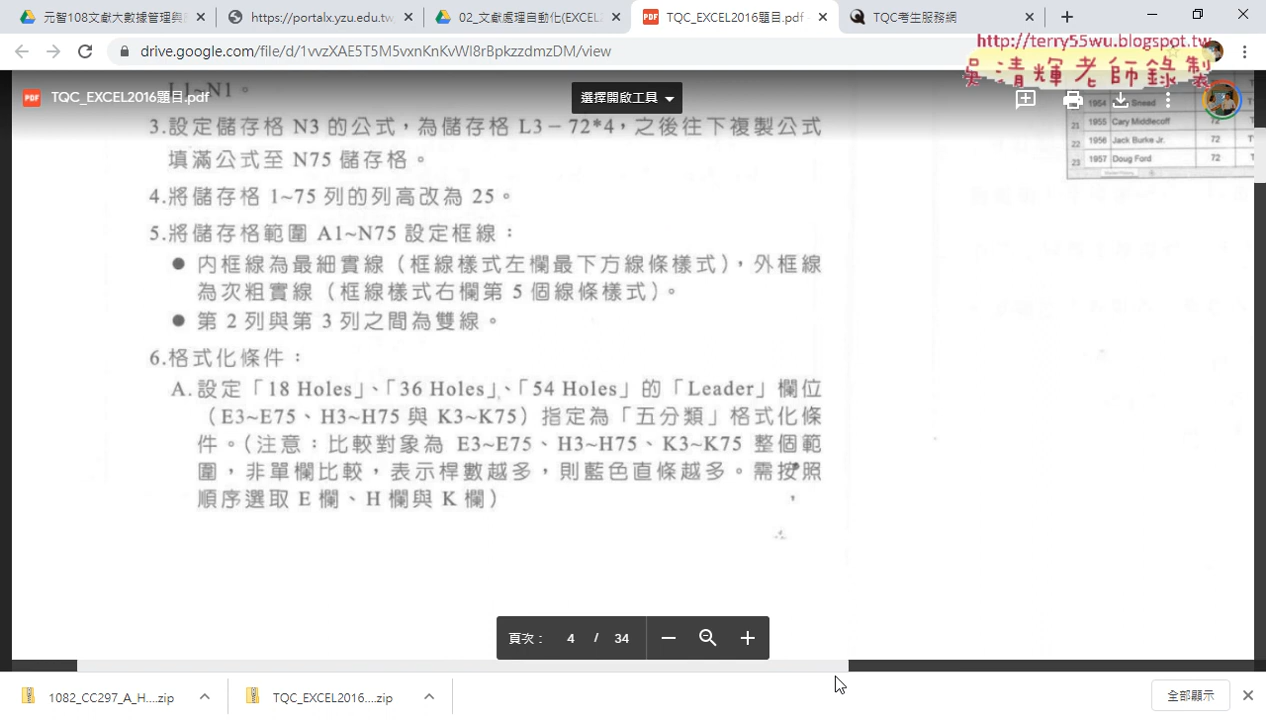 元智108文獻大數據管理與
https://portalx.yzu.edu.tw
02_文獻處理自動化(EXCEL2
TQC_EXCEL2016題目.pdf
TQC考生服務網
drive.google.com/file/d/1vvzXAE5T5M5vxnKnKvWI8rBpkzzdmzDM/view
http://terry55wu.blogspot.tw
吳清輝老師錄製
TQC_EXCEL2016題目.pdf
選擇開啟工具
L1~N1。
3.設定儲存格 N3 的公式，為儲存格 L3－72*4，之後往下複製公式
填滿公式至 N75 儲存格。
4.將儲存格 1~75 列的列高改為 25。
5.將儲存格範圍 A1~N75 設定框線：
● 內框線為最細實線（框線樣式左欄最下方線條樣式），外框線
為次粗實線（框線樣式右欄第 5 個線條樣式）。
● 第 2 列與第 3 列之間為雙線。
6.格式化條件：
A.設定「18 Holes」、「36 Holes」、「54 Holes」的「Leader」欄位
（E3~E75、H3~H75 與 K3~K75）指定為「五分類」格式化條
件。（注意：比較對象為 E3~E75、H3~H75、K3~K75 整個範
圍，非單欄比較，表示桿數越多，則藍色直條越多。需按照
順序選取 E 欄、H 欄與 K 欄）
1954 Sneed
21 1955 Cary Middlecoff 72
22 1956 Jack Burke Jr. 72
23 1957 Doug Ford 72
頁次： 4 / 34
1082_CC297_A_H....zip
TQC_EXCEL2016....zip
全部顯示